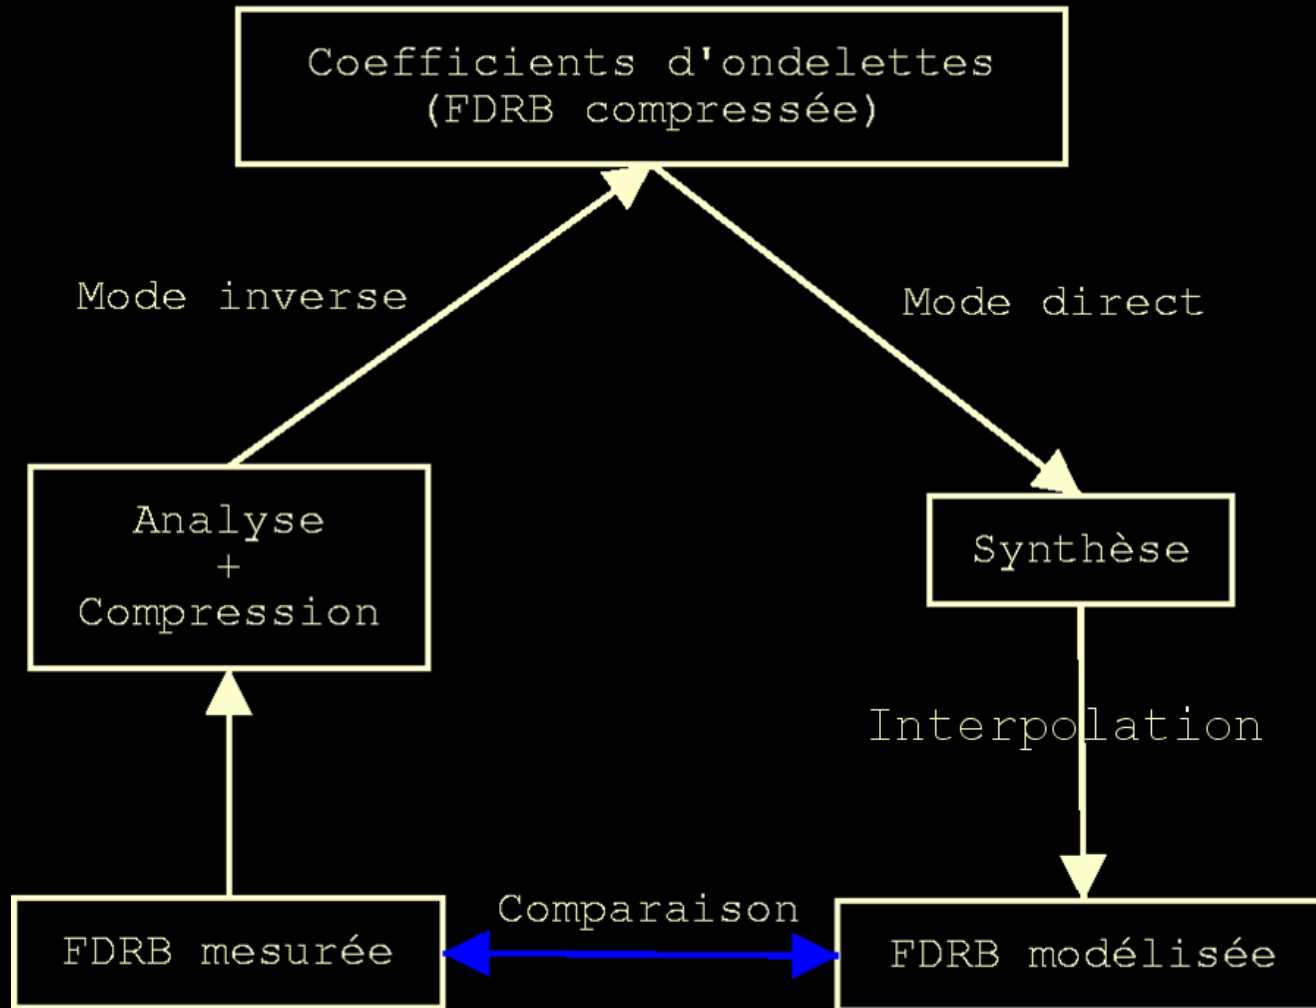 Coefficients d'ondelettes
(FDRB compressée)
Mode inverse
Mode direct
Analyse
+
Compression
Synthèse
Interpolation
Comparaison
FDRB mesurée
FDRB modélisée